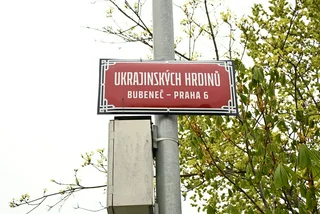 UKRAJINSKÝCH HRDINŮ
BUBENEČ – PRAHA 6